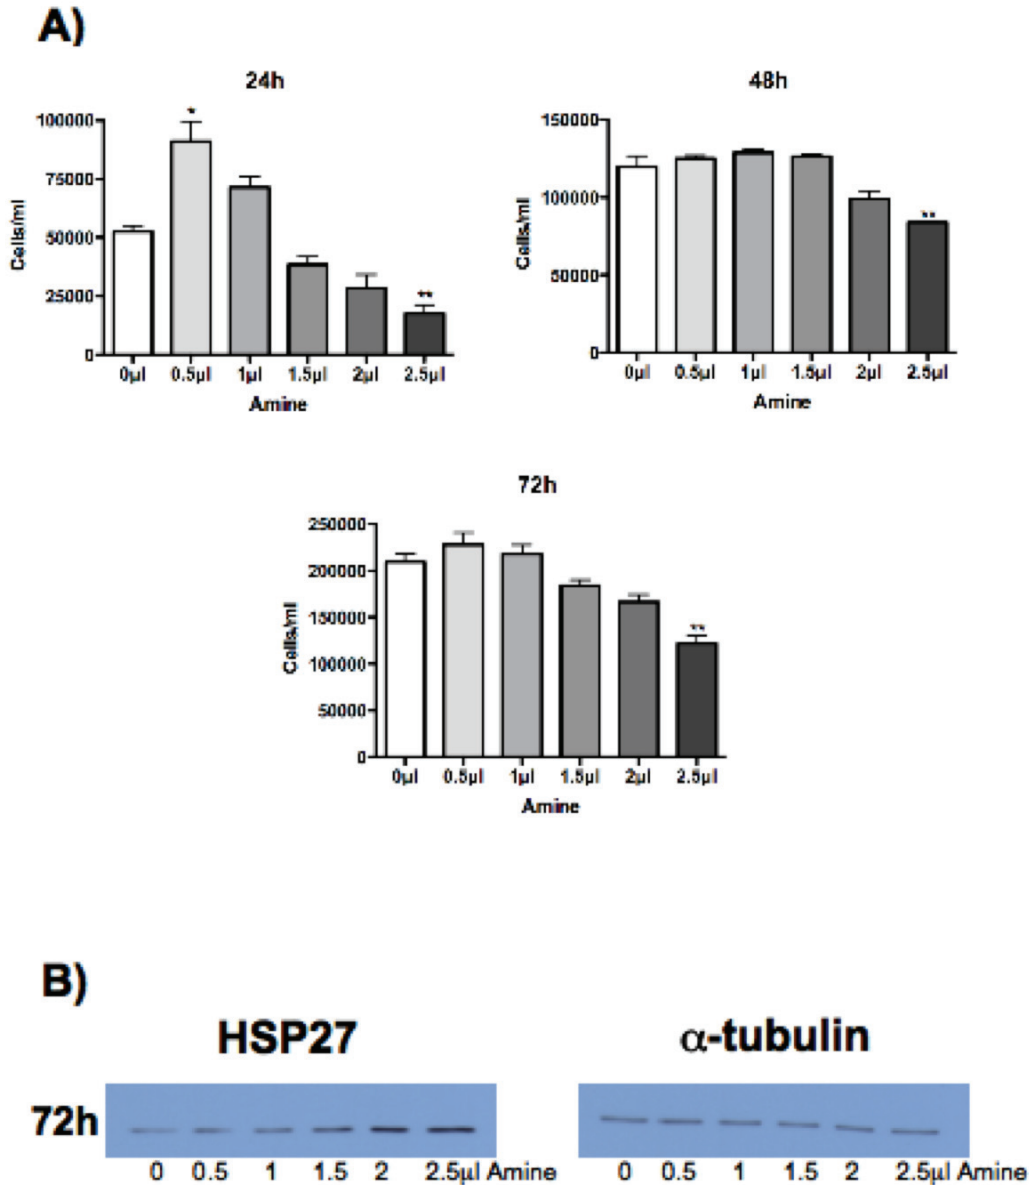 A)
24h
100000
75000
50000
25000
0
Cells/ml
*
**
0µl 0.5µl 1µl 1.5µl 2µl 2.5µl
Amine
48h
150000
100000
50000
0
Cells/ml
**
0µl 0.5µl 1µl 1.5µl 2µl 2.5µl
Amine
72h
250000
200000
150000
100000
50000
0
Cells/ml
**
0µl 0.5µl 1µl 1.5µl 2µl 2.5µl
Amine
B)
HSP27
α-tubulin
72h
0 0.5 1 1.5 2 2.5µl Amine
0 0.5 1 1.5 2 2.5µl Amine